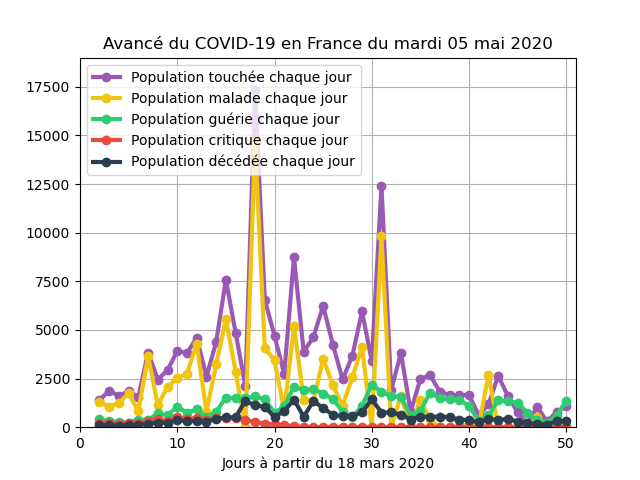 Avancé du COVID-19 en France du mardi 05 mai 2020
17500
15000
12500
10000
7500
5000
2500
0
Population touchée chaque jour
Population malade chaque jour
Population guérie chaque jour
Population critique chaque jour
Population décédée chaque jour
0 10 20 30 40 50
Jours à partir du 18 mars 2020